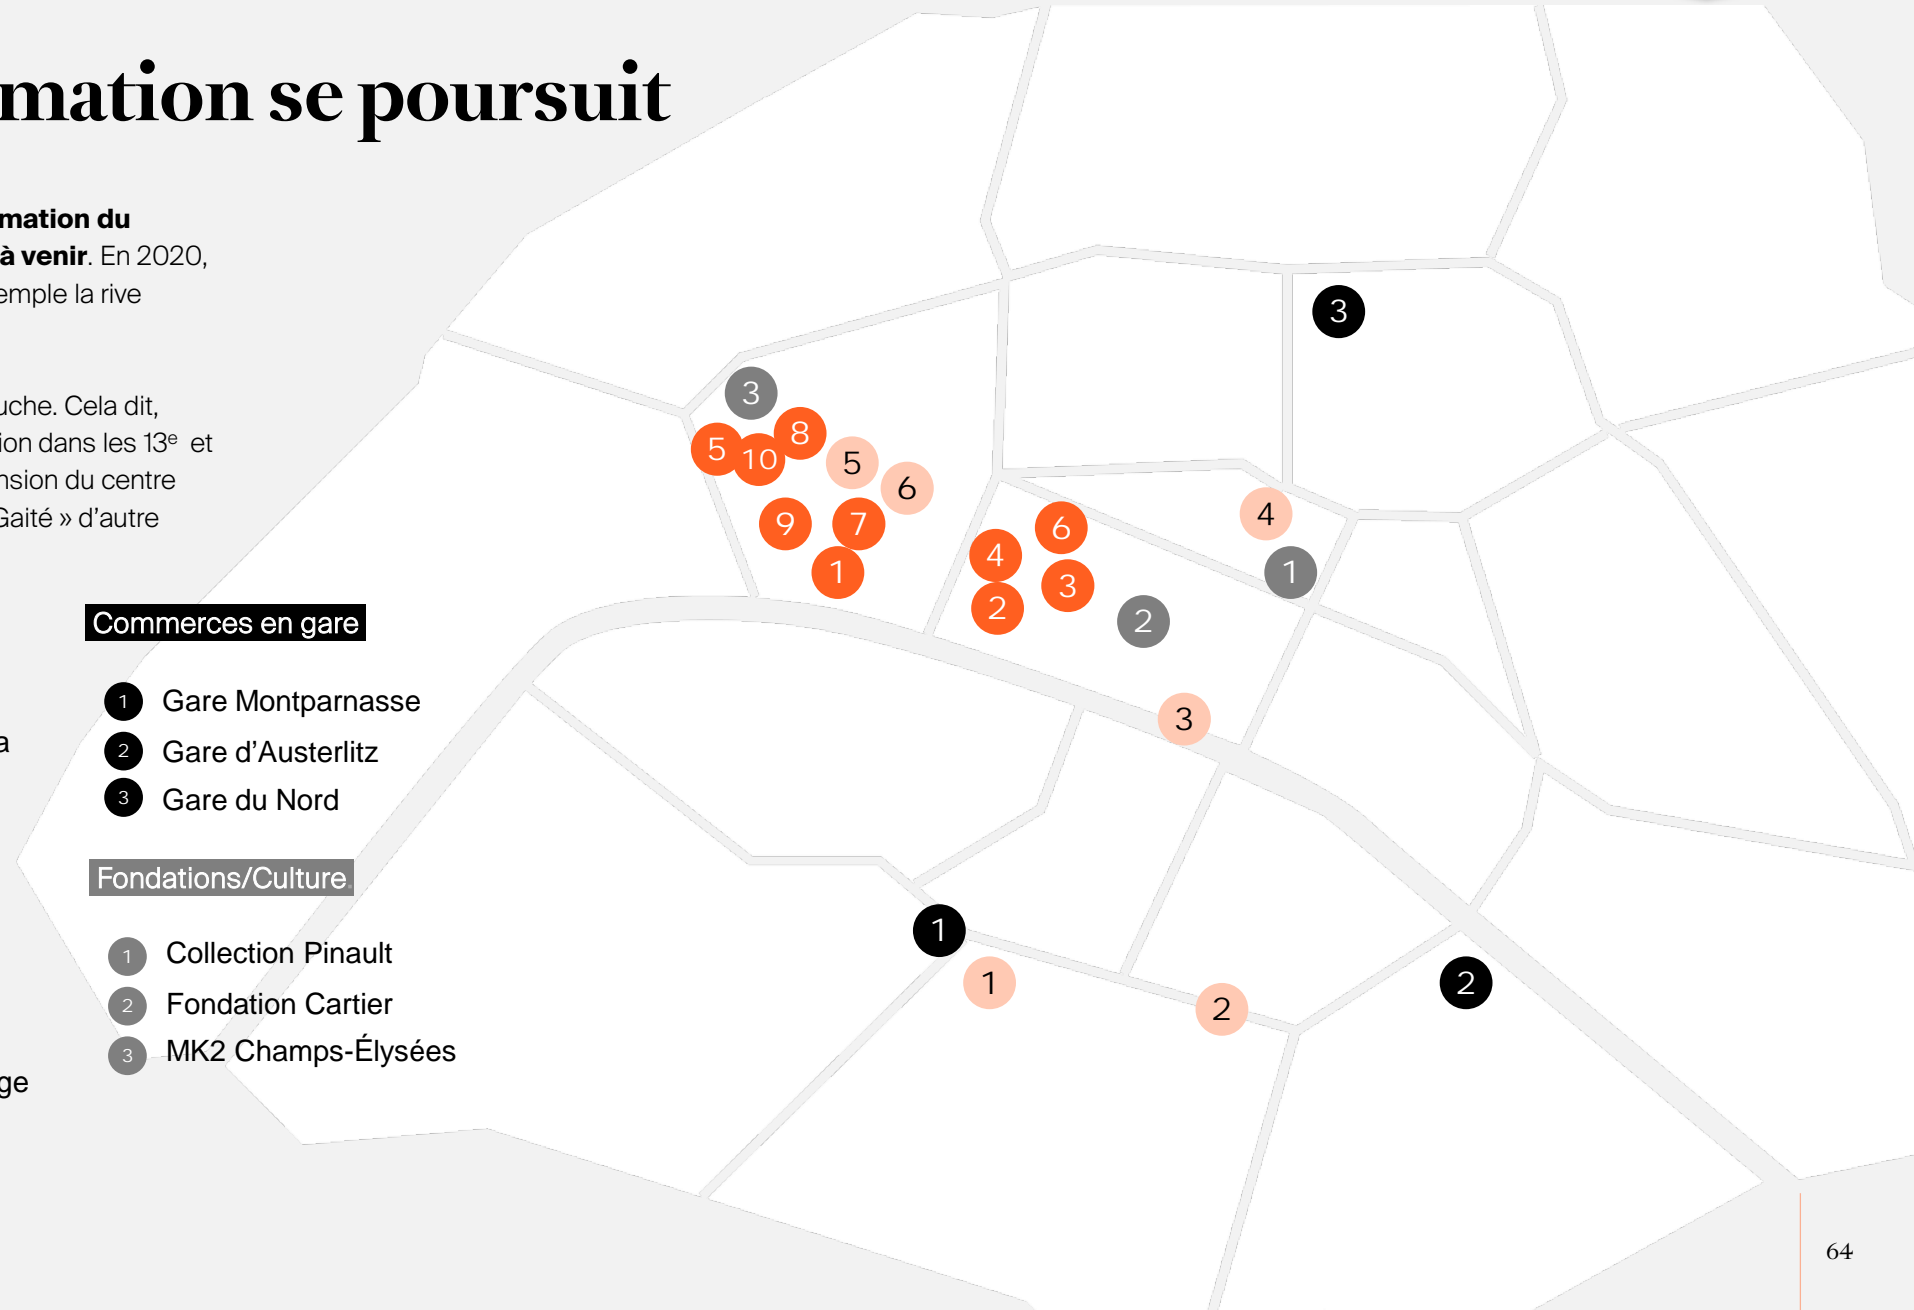 mation se poursuit
mation du
à venir. En 2020,
emple la rive
uche. Cela dit,
ion dans les 13e et
nsion du centre
Gaité » d'autre
Commerces en gare
1 Gare Montparnasse
a
2 Gare d'Austerlitz
3 Gare du Nord
Fondations/Culture
1 Collection Pinault
2 Fondation Cartier
3 MK2 Champs-Élysées
ge
3
3
8
5
10
5
6
9
7
1
6
4
3
2
4
1
2
3
1
1
2
2
64